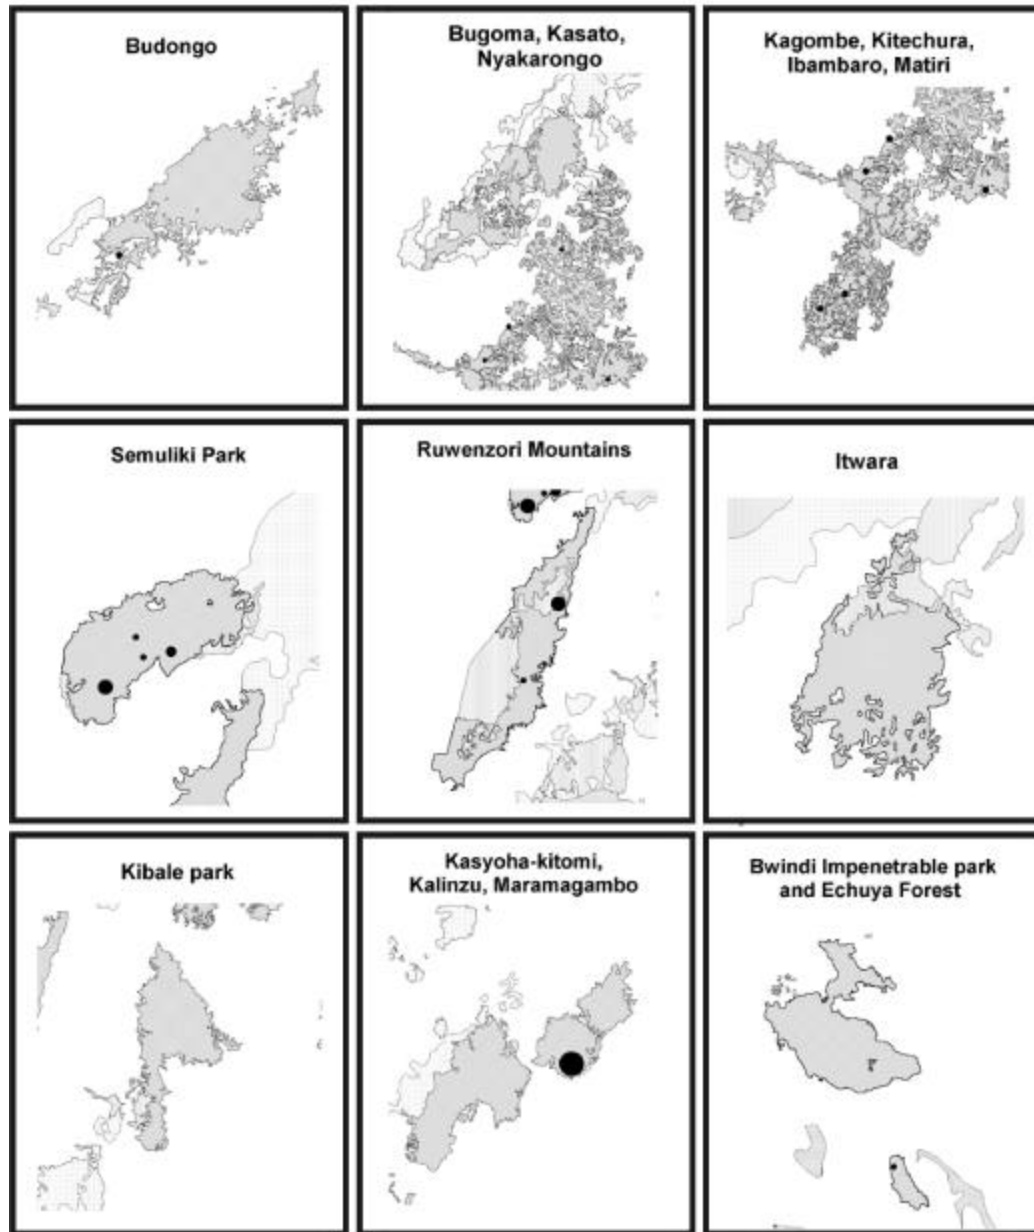 Budongo
Bugoma, Kasato,
Nyakarongo
Kagombe, Kitechura,
Ibambaro, Matiri
Semuliki Park
Ruwenzori Mountains
Itwara
Kibale park
Kasyoha-kitomi,
Kalinzu, Maramagambo
Bwindi Impenetrable park
and Echuya Forest